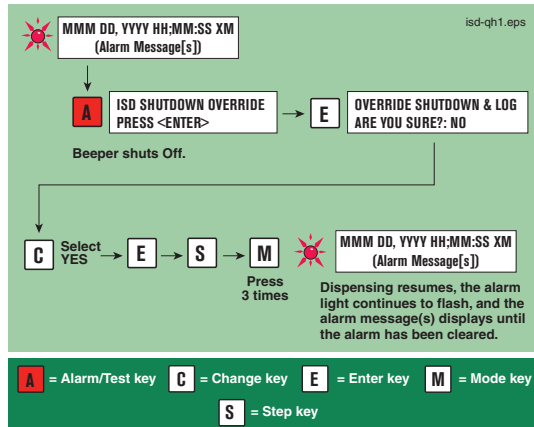 isd-qh1.eps
MMM DD, YYYY HH;MM:SS XM
(Alarm Message[s])
A
ISD SHUTDOWN OVERRIDE
PRESS <ENTER>
E
OVERRIDE SHUTDOWN & LOG
ARE YOU SURE?: NO
Beeper shuts Off.
C
Select
YES
E
S
M
Press
3 times
MMM DD, YYYY HH;MM:SS XM
(Alarm Message[s])
Dispensing resumes, the alarm
light continues to flash, and the
alarm message(s) displays until
the alarm has been cleared.
A = Alarm/Test key C = Change key E = Enter key M = Mode key
S = Step key